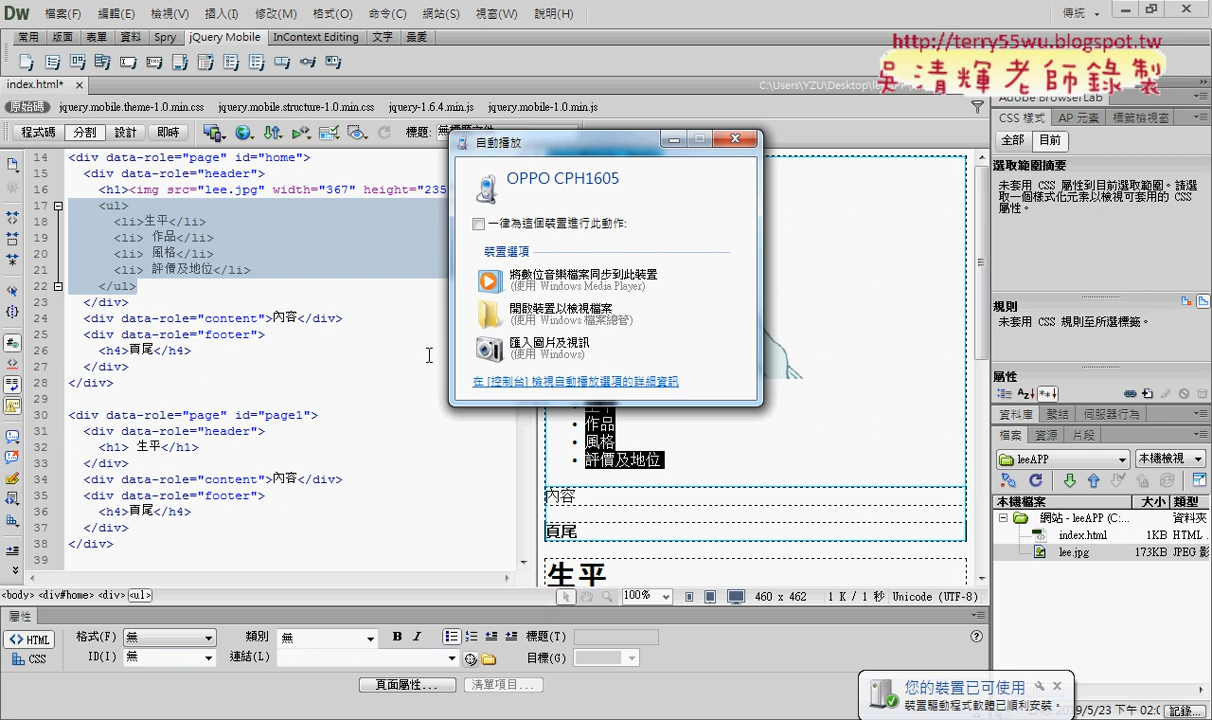 Dw 檔案(F) 編輯(E) 檢視(V) 插入(I) 修改(M) 格式(O) 命令(C) 網站(S) 視窗(W) 說明(H) 傳統
常用 版面 表單 資料 Spry jQuery Mobile InContext Editing 文字 我的最愛
http://terry55wu.blogspot.tw
吳清輝老師錄製
index.html*
C:\Users\YZU\Desktop\leeAPP
原始碼 jquery.mobile.theme-1.0.min.css jquery.mobile.structure-1.0.min.css jquery-1.6.4.min.js jquery.mobile-1.0.min.js
程式碼 分割 設計 即時 標題:
14 <div data-role="page" id="home">
15 <div data-role="header">
16 <h1><img src="lee.jpg" width="367" height="235
17 <ul>
18 <li>生平</li>
19 <li> 作品</li>
20 <li> 風格</li>
21 <li> 評價及地位</li>
22 </ul>
23 </div>
24 <div data-role="content">內容</div>
25 <div data-role="footer">
26 <h4>頁尾</h4>
27 </div>
28 </div>
29
30 <div data-role="page" id="page1">
31 <div data-role="header">
32 <h1> 生平</h1>
33 </div>
34 <div data-role="content">內容</div>
35 <div data-role="footer">
36 <h4>頁尾</h4>
37 </div>
38 </div>
39
自動播放
OPPO CPH1605
一律為這個裝置進行此動作:
裝置選項
將數位音樂檔案同步到此裝置
(使用 Windows Media Player)
開啟裝置以檢視檔案
(使用 Windows 檔案總管)
匯入圖片及視訊
(使用 Windows)
在 [控制台] 檢視自動播放選項的詳細資訊
作品
風格
評價及地位
內容
頁尾
生平
Adobe BrowserLab
CSS 樣式 AP 元素 標籤檢視窗
全部 目前
選取範圍摘要
未套用 CSS 屬性到目前選取範圍。請選
取一個樣式化元素以檢視可套用的 CSS
屬性。
規則
未套用 CSS 規則至所選標籤。
屬性
資料庫 繫結 伺服器行為
檔案 資源 片段
leeAPP 本機檢視
本機檔案 大小 類型
網站 - leeAPP (C:... 資料夾
index.html 1KB HTML
lee.jpg 173KB JPEG 影
<body> <div#home> <div> <ul>
100% 460 x 462 1 K / 1 秒 Unicode (UTF-8)
屬性
<> HTML 格式(F) 無 類別 無 B I 標題(T)
CSS ID(I) 無 連結(L) 目標(G)
頁面屬性... 清單項目...
您的裝置已可使用
裝置驅動程式軟體已順利安裝。
記錄...